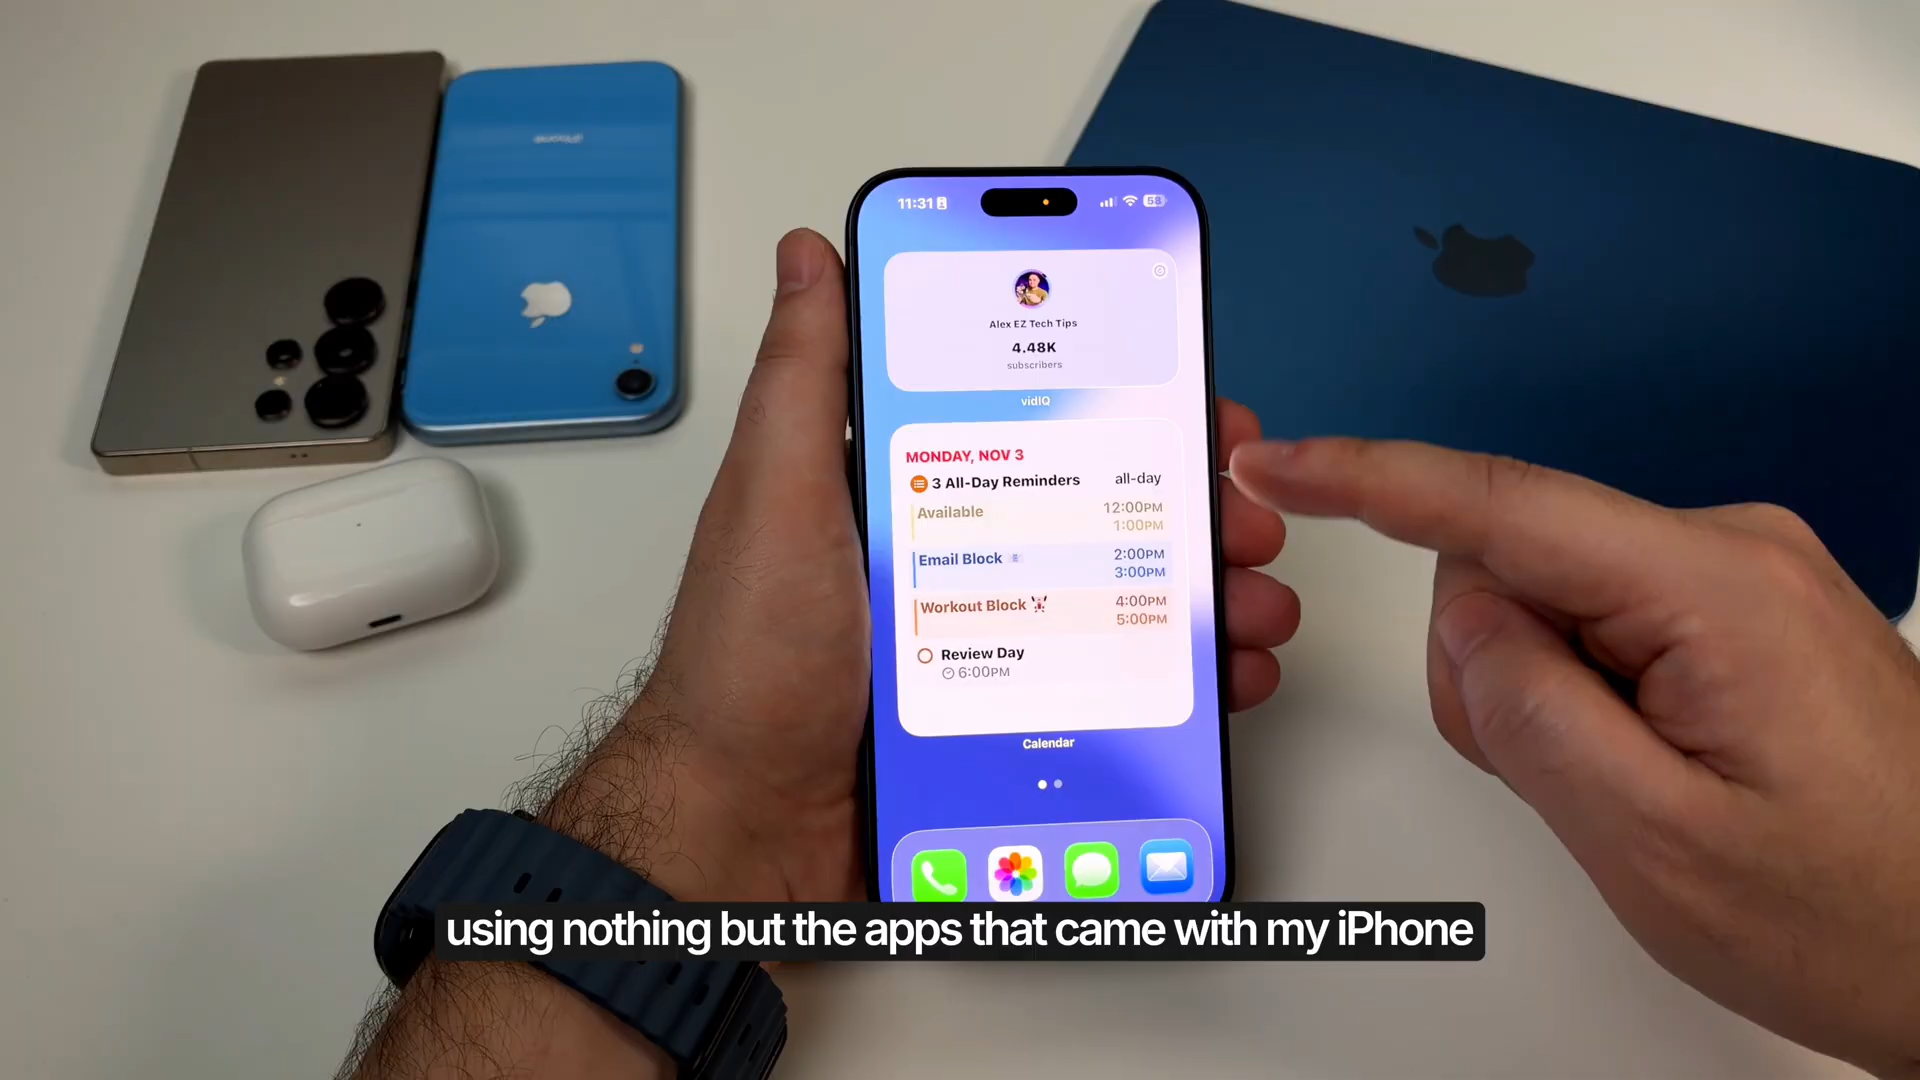 iPhone
11:31
58
Alex EZ Tech Tips
4.48K
subscribers
vidIQ
MONDAY, NOV 3
3 All-Day Reminders all-day
Available 12:00PM
1:00PM
Email Block 2:00PM
3:00PM
Workout Block 4:00PM
5:00PM
Review Day
6:00PM
Calendar
using nothing but the apps that came with my iPhone